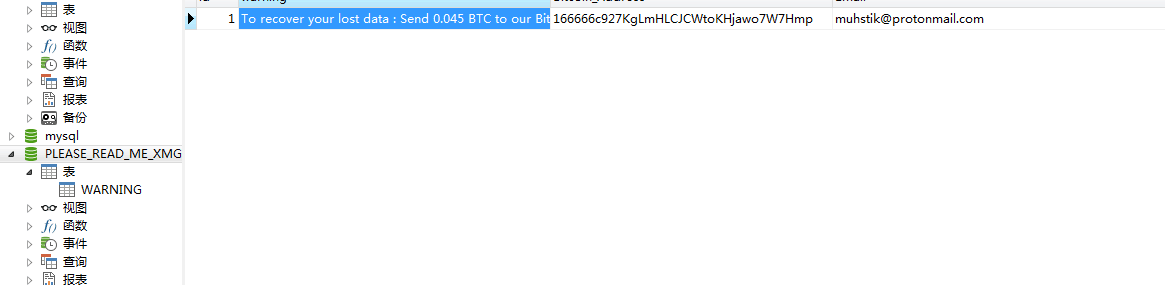 表
视图
f() 函数
事件
查询
报表
备份
mysql
PLEASE_READ_ME_XMG
表
WARNING
视图
f() 函数
事件
查询
报表
1 To recover your lost data : Send 0.045 BTC to our Bit 166666c927KgLmHLCJCWtoKHjawo7W7Hmp muhstik@protonmail.com